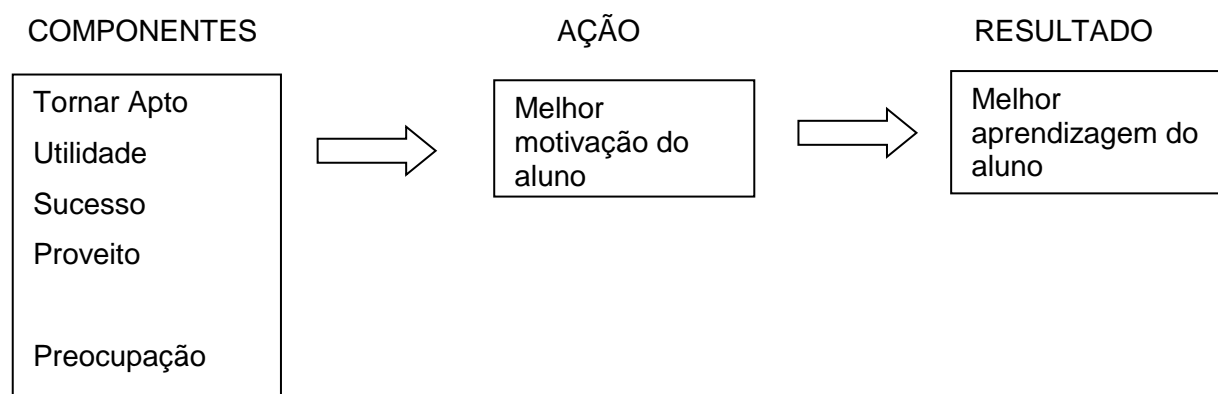 COMPONENTES
Tornar Apto
Utilidade
Sucesso
Proveito
Preocupação
AÇÃO
Melhor
motivação do
aluno
RESULTADO
Melhor
aprendizagem do
aluno